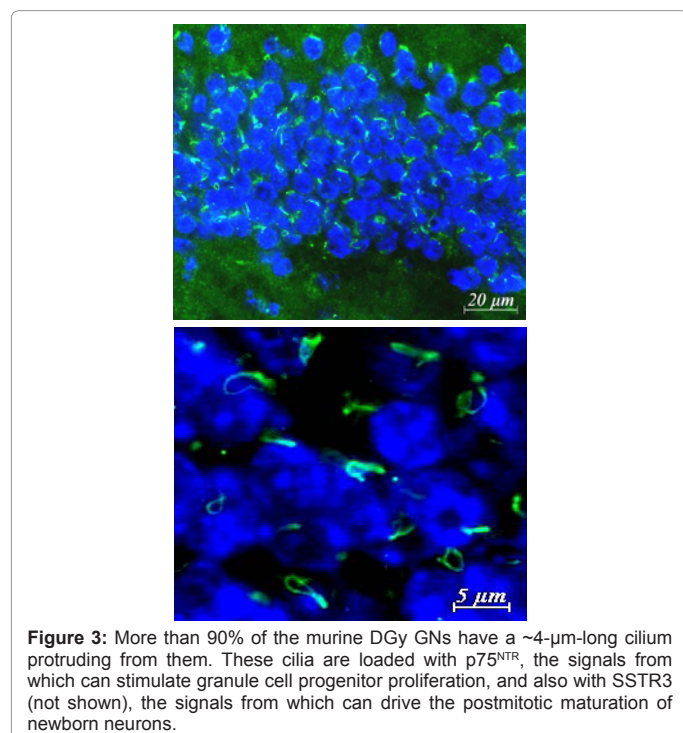 20 µm
5 µm
Figure 3: More than 90% of the murine DGy GNs have a ~4-µm-long cilium
protruding from them. These cilia are loaded with p75NTR, the signals from
which can stimulate granule cell progenitor proliferation, and also with SSTR3
(not shown), the signals from which can drive the postmitotic maturation of
newborn neurons.